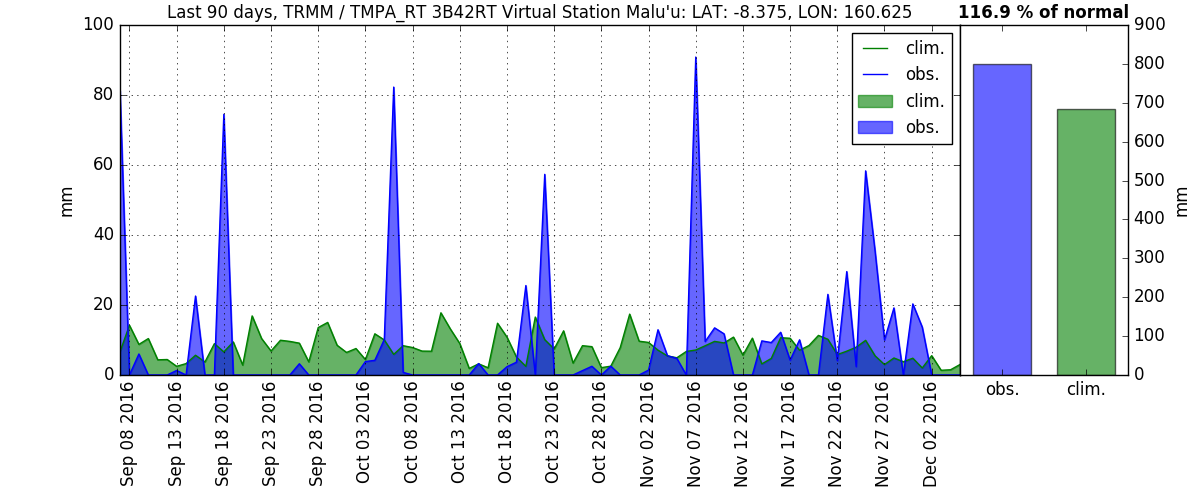 Last 90 days, TRMM / TMPA_RT 3B42RT Virtual Station Malu'u: LAT: -8.375, LON: 160.625
116.9 % of normal
100
80
60
40
20
0
mm
clim.
obs.
clim.
obs.
900
800
700
600
500
400
300
200
100
0
mm
obs.
clim.
Sep 08 2016
Sep 13 2016
Sep 18 2016
Sep 23 2016
Sep 28 2016
Oct 03 2016
Oct 08 2016
Oct 13 2016
Oct 18 2016
Oct 23 2016
Oct 28 2016
Nov 02 2016
Nov 07 2016
Nov 12 2016
Nov 17 2016
Nov 22 2016
Nov 27 2016
Dec 02 2016